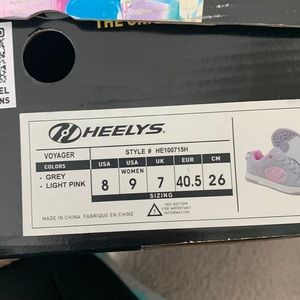 THE
HEELYS
VOYAGER STYLE # HE100715H
COLORS USA USA WOMEN UK EUR CM
- GREY
- LIGHT PINK
8 9 7 40.5 26
SIZING
MADE IN CHINA. FABRIQUE EN CHINE
SEE BOTTOM
FOR IMPORTANT
INFORMATION